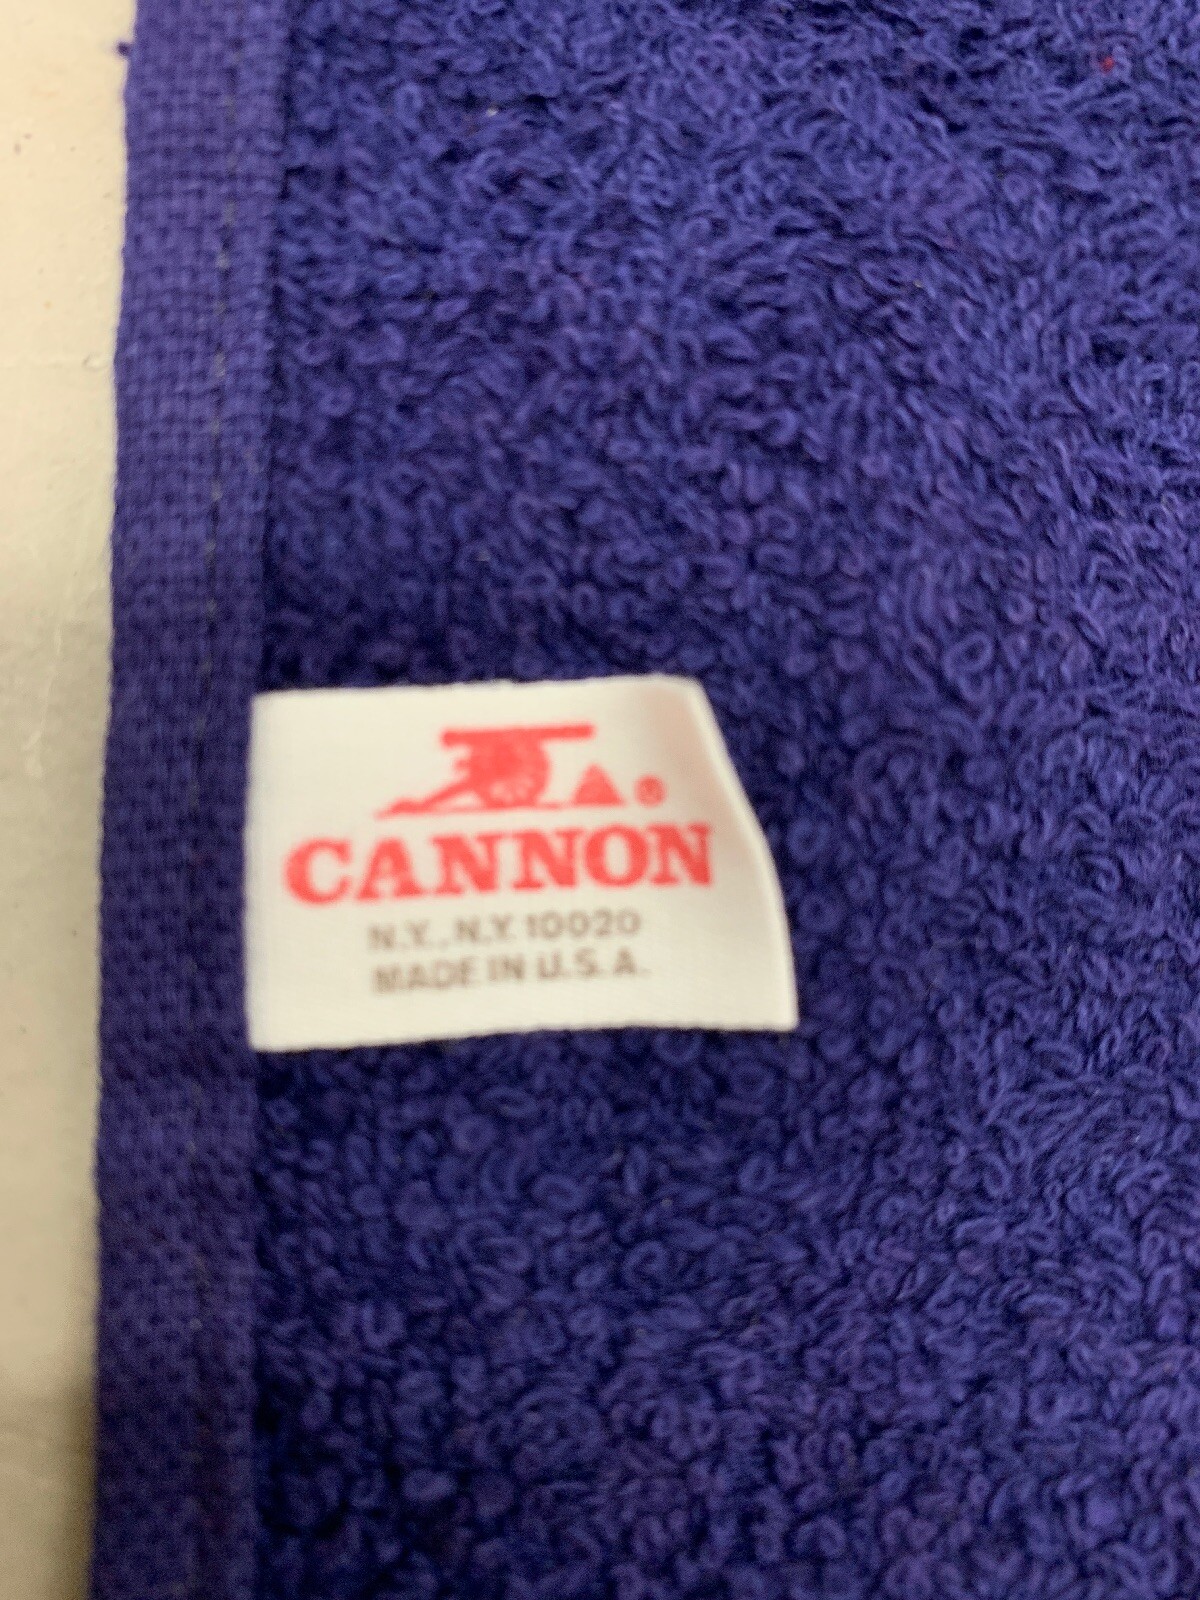 ®
CANNON
N.Y., N.Y. 10020
MADE IN U.S.A.